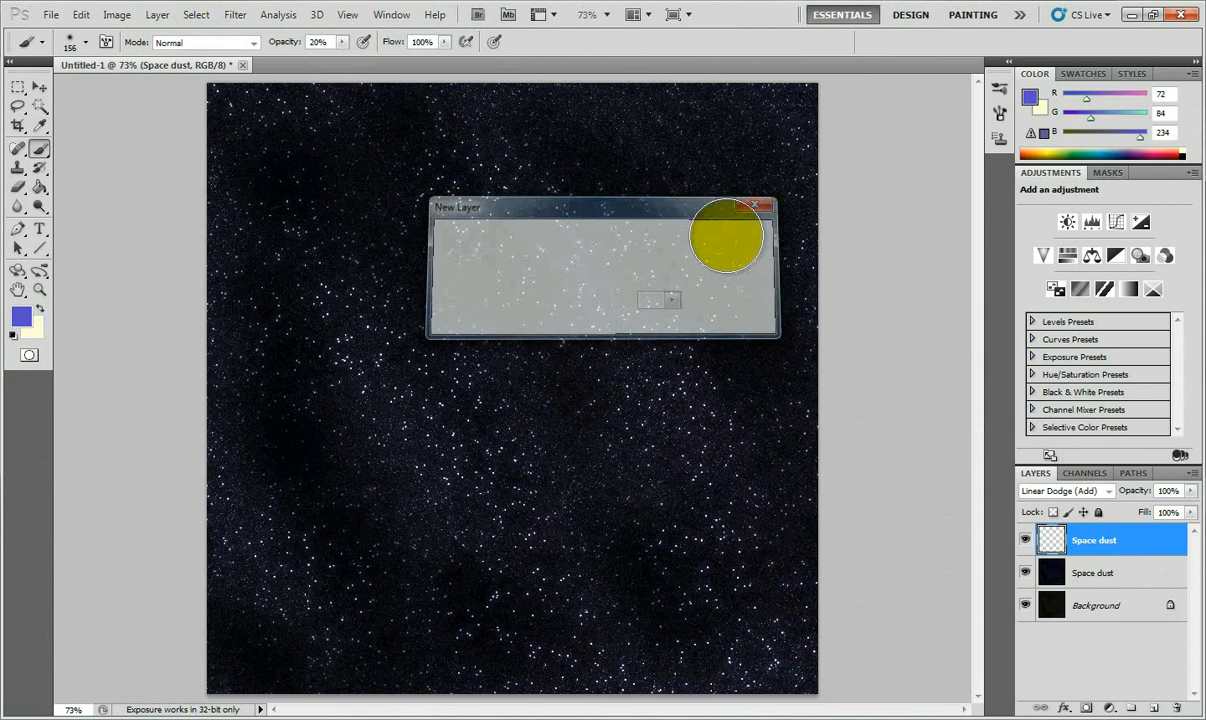 Ps File Edit Image Layer Select Filter Analysis 3D View Window Help Br Mb 73% ESSENTIALS DESIGN PAINTING CS Live
156 Mode: Normal Opacity: 20% Flow: 100%
Untitled-1 @ 73% (Space dust, RGB/8) *
COLOR SWATCHES STYLES
R 72
G 84
B 234
ADJUSTMENTS MASKS
Add an adjustment
New Layer
Levels Presets
Curves Presets
Exposure Presets
Hue/Saturation Presets
Black & White Presets
Channel Mixer Presets
Selective Color Presets
LAYERS CHANNELS PATHS
Linear Dodge (Add) Opacity: 100%
Lock: Fill: 100%
Space dust
Space dust
Background
73% Exposure works in 32-bit only